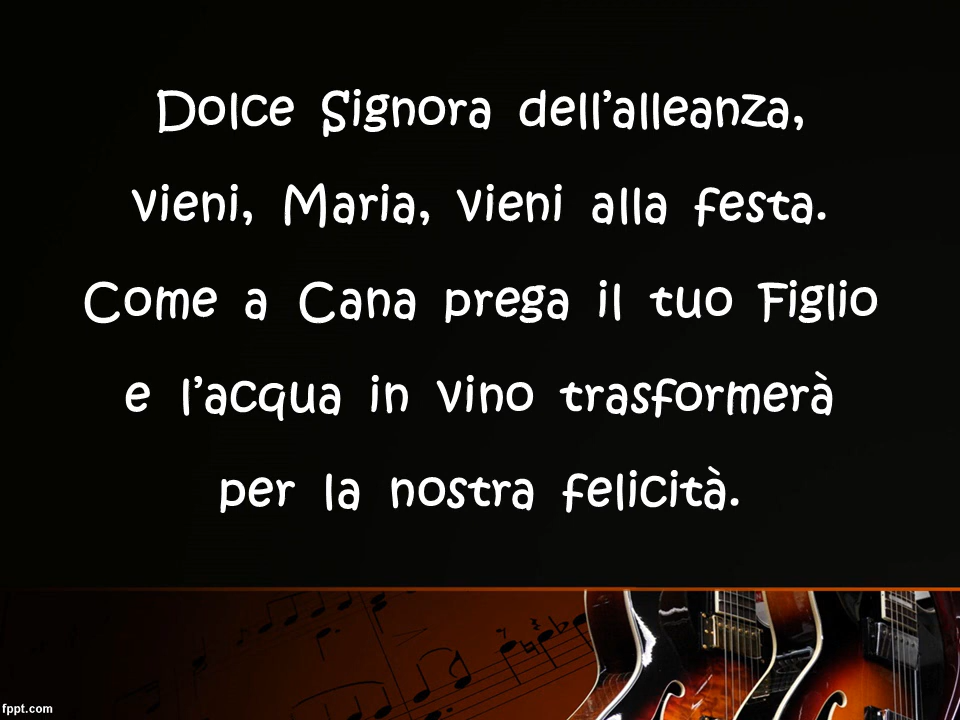 Dolce Signora dell’alleanza,
vieni, Maria, vieni alla festa.
Come a Cana prega il tuo Figlio
e l’acqua in vino trasformerà
per la nostra felicità.
fppt.com